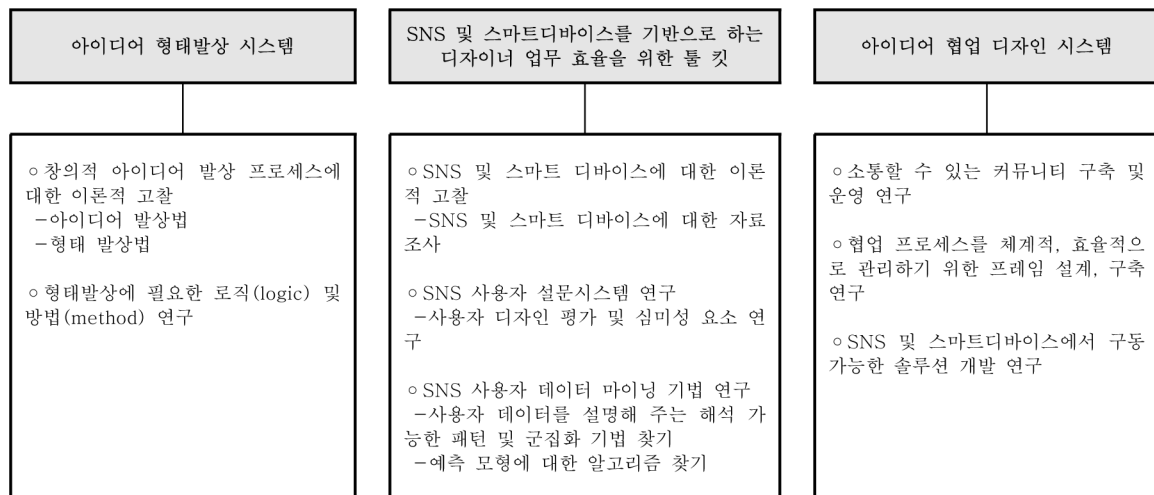 아이디어 형태발상 시스템
SNS 및 스마트디바이스를 기반으로 하는
디자이너 업무 효율을 위한 툴 킷
아이디어 협업 디자인 시스템
○창의적 아이디어 발상 프로세스에
대한 이론적 고찰
-아이디어 발상법
-형태 발상법
○형태발상에 필요한 로직(logic) 및
방법(method) 연구
○SNS 및 스마트 디바이스에 대한 이론
적 고찰
-SNS 및 스마트 디바이스에 대한 자료
조사
○SNS 사용자 설문시스템 연구
-사용자 디자인 평가 및 심미성 요소 연
구
○SNS 사용자 데이터 마이닝 기법 연구
-사용자 데이터를 설명해 주는 해석 가
능한 패턴 및 군집화 기법 찾기
-예측 모형에 대한 알고리즘 찾기
○소통할 수 있는 커뮤니티 구축 및
운영 연구
○협업 프로세스를 체계적, 효율적으
로 관리하기 위한 프레임 설계, 구축
연구
○SNS 및 스마트디바이스에서 구동
가능한 솔루션 개발 연구